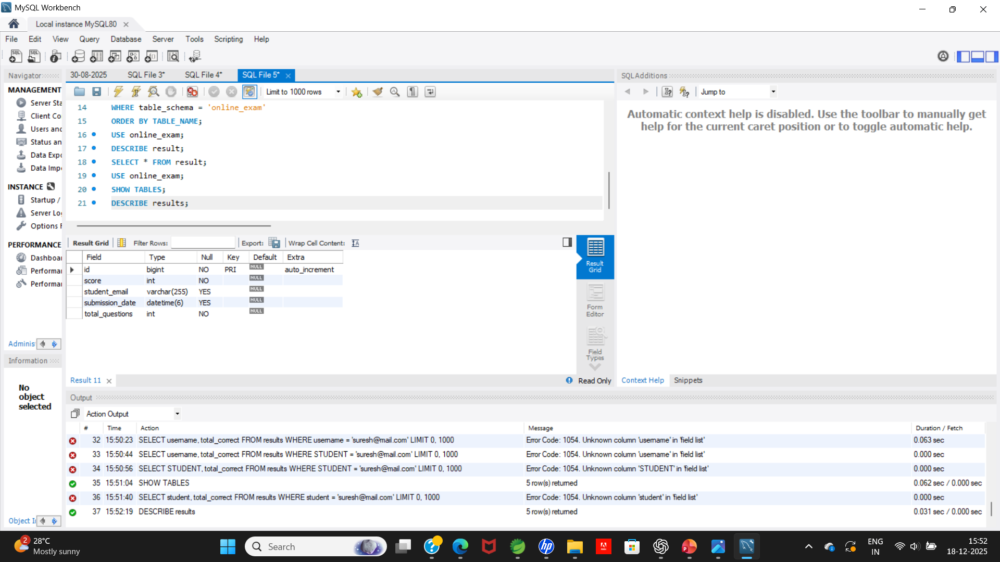 MySQL Workbench
Local instance MySQL80
File Edit View Query Database Server Tools Scripting Help
Navigator
MANAGEMENT
Server Sta
Client Co
Users and
Status an
Data Expo
Data Impo
INSTANCE
Startup /
Server Lo
Options F
PERFORMANCE
Dashboa
Performa
Performa
Adminis
Information
No
object
selected
Object I
30-08-2025 SQL File 3* SQL File 4* SQL File 5*
Limit to 1000 rows
14 WHERE table_schema = 'online_exam'
15 ORDER BY TABLE_NAME;
16 USE online_exam;
17 DESCRIBE result;
18 SELECT * FROM result;
19 USE online_exam;
20 SHOW TABLES;
21 DESCRIBE results;
Result Grid Filter Rows: Export: Wrap Cell Content:
Field Type Null Key Default Extra
id bigint NO PRI NULL auto_increment
score int NO NULL
student_email varchar(255) YES NULL
submission_date datetime(6) YES NULL
total_questions int NO NULL
Result
Grid
Form
Editor
Field
Types
Result 11
Read Only
SQLAdditions
Jump to
Automatic context help is disabled. Use the toolbar to manually get
help for the current caret position or to toggle automatic help.
Context Help Snippets
Output
Action Output
# Time Action Message Duration / Fetch
32 15:50:23 SELECT username, total_correct FROM results WHERE username = 'suresh@mail.com' LIMIT 0, 1000 Error Code: 1054. Unknown column 'username' in 'field list' 0.063 sec
33 15:50:44 SELECT username, total_correct FROM results WHERE STUDENT = 'suresh@mail.com' LIMIT 0, 1000 Error Code: 1054. Unknown column 'username' in 'field list' 0.000 sec
34 15:50:56 SELECT STUDENT, total_correct FROM results WHERE STUDENT = 'suresh@mail.com' LIMIT 0, 1000 Error Code: 1054. Unknown column 'STUDENT' in 'field list' 0.000 sec
35 15:51:04 SHOW TABLES 5 row(s) returned 0.062 sec / 0.000 sec
36 15:51:40 SELECT student, total_correct FROM results WHERE student = 'suresh@mail.com' LIMIT 0, 1000 Error Code: 1054. Unknown column 'student' in 'field list' 0.000 sec
37 15:52:19 DESCRIBE results 5 row(s) returned 0.031 sec / 0.000 sec
2
28°C
Mostly sunny
Search
ENG
IN
15:52
18-12-2025